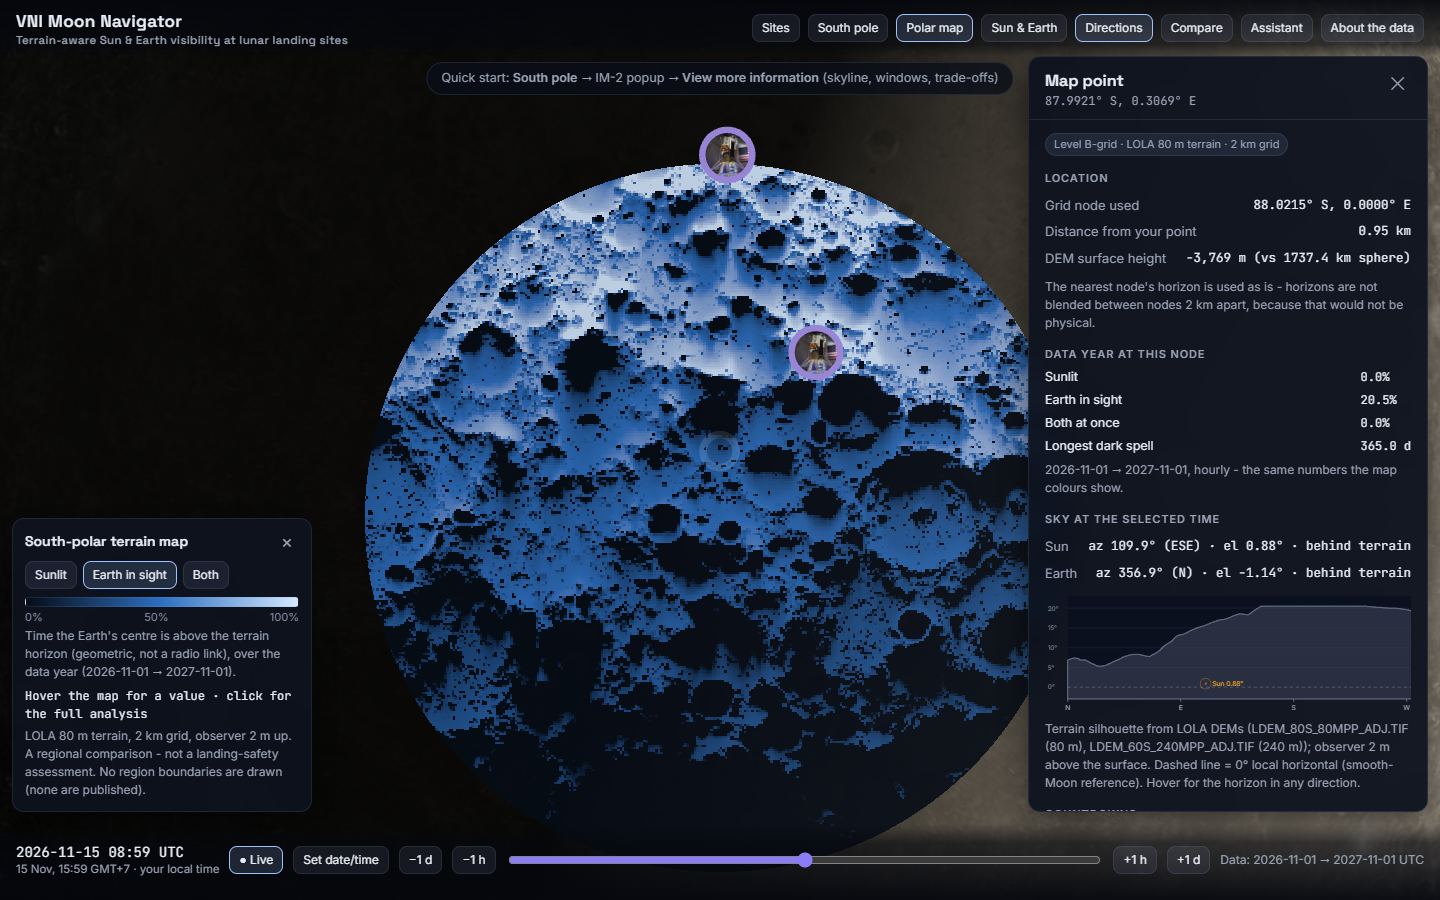 VNI Moon Navigator
Terrain-aware Sun & Earth visibility at lunar landing sites
Sites
South pole
Polar map
Sun & Earth
Directions
Compare
Assistant
About the data
Quick start: South pole → IM-2 popup → View more information (skyline, windows, trade-offs)
Map point
87.9921° S, 0.3069° E
Level B-grid · LOLA 80 m terrain · 2 km grid
LOCATION
Grid node used 88.0215° S, 0.0000° E
Distance from your point 0.95 km
DEM surface height -3,769 m (vs 1737.4 km sphere)
The nearest node's horizon is used as is - horizons are not
blended between nodes 2 km apart, because that would not be
physical.
DATA YEAR AT THIS NODE
Sunlit 0.0%
Earth in sight 20.5%
Both at once 0.0%
Longest dark spell 365.0 d
2026-11-01 → 2027-11-01, hourly - the same numbers the map
colours show.
SKY AT THE SELECTED TIME
Sun az 109.9° (ESE) · el 0.88° · behind terrain
Earth az 356.9° (N) · el -1.14° · behind terrain
20°
15°
10°
5°
0°
Sun 0.88°
N E S W
Terrain silhouette from LOLA DEMs (LDEM_80S_80MPP_ADJ.TIF
(80 m), LDEM_60S_240MPP_ADJ.TIF (240 m)); observer 2 m
above the surface. Dashed line = 0° local horizontal (smooth-
Moon reference). Hover for the horizon in any direction.
South-polar terrain map
Sunlit
Earth in sight
Both
0% 50% 100%
Time the Earth's centre is above the terrain
horizon (geometric, not a radio link), over the
data year (2026-11-01 → 2027-11-01).
Hover the map for a value · click for
the full analysis
LOLA 80 m terrain, 2 km grid, observer 2 m up.
A regional comparison - not a landing-safety
assessment. No region boundaries are drawn
(none are published).
2026-11-15 08:59 UTC
15 Nov, 15:59 GMT+7 · your local time
● Live
Set date/time
−1 d
−1 h
+1 h
+1 d
Data: 2026-11-01 → 2027-11-01 UTC